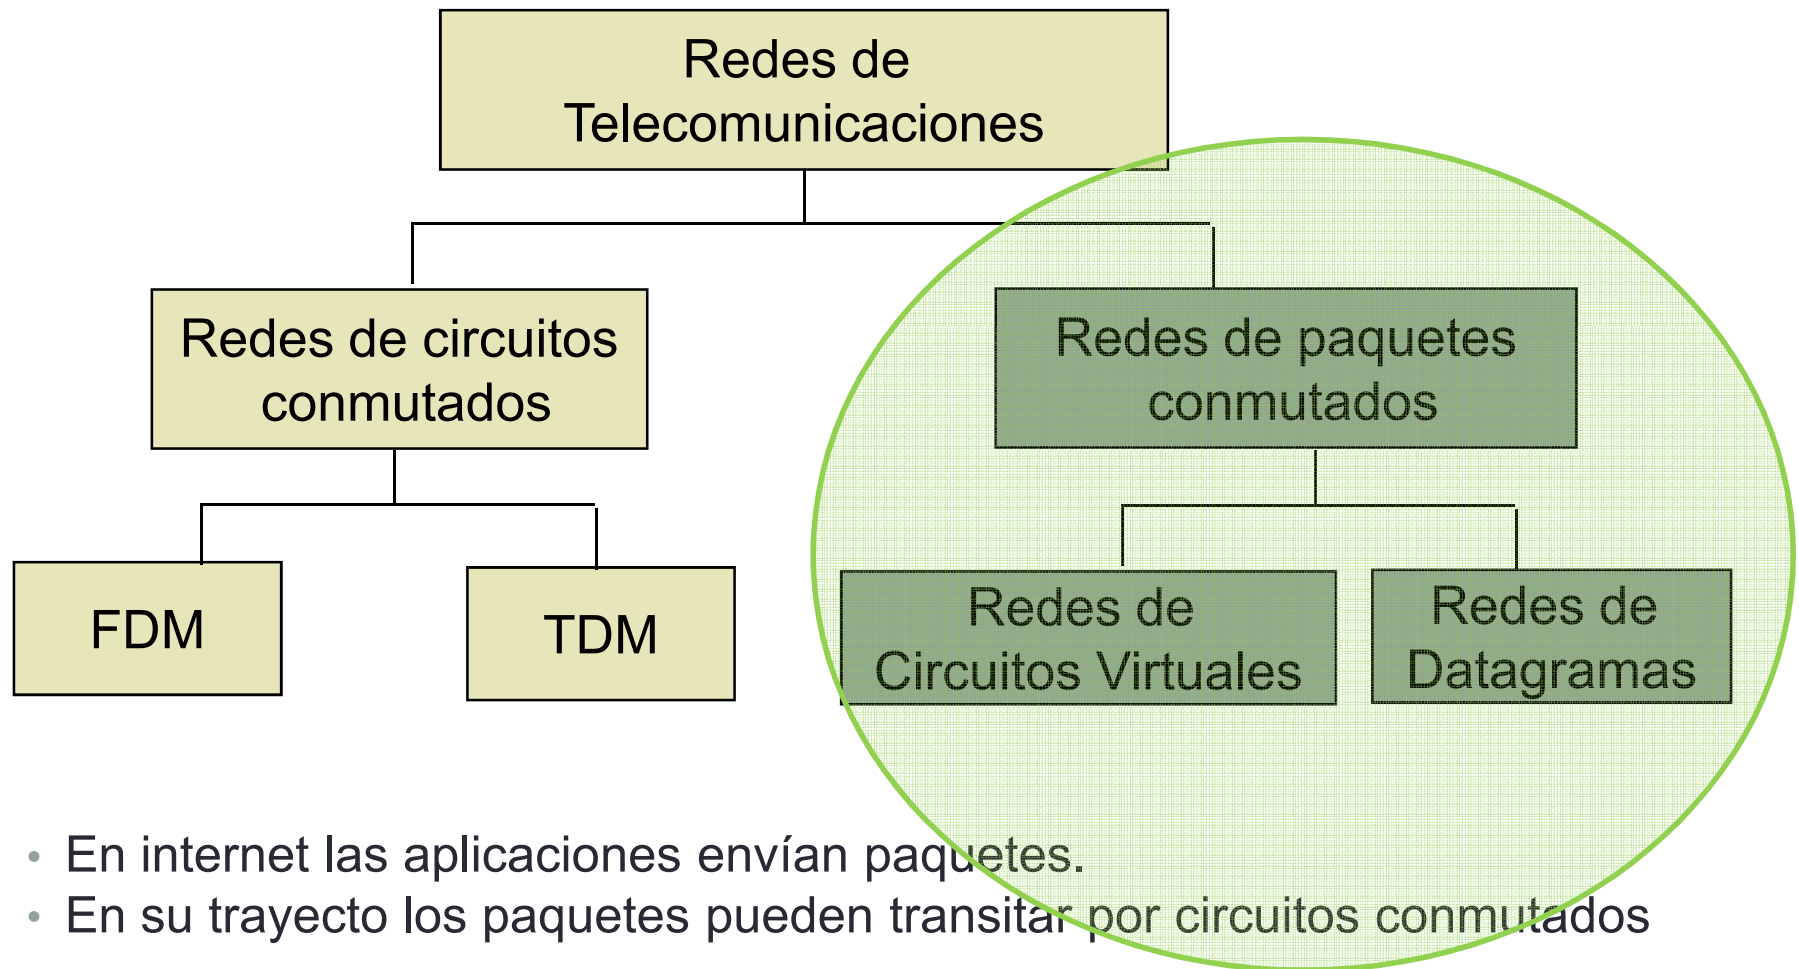 Redes de
Telecomunicaciones
Redes de circuitos
conmutados
Redes de paquetes
conmutados
FDM
TDM
Redes de
Circuitos Virtuales
Redes de
Datagramas
• En internet las aplicaciones envían paquetes.
• En su trayecto los paquetes pueden transitar por circuitos conmutados